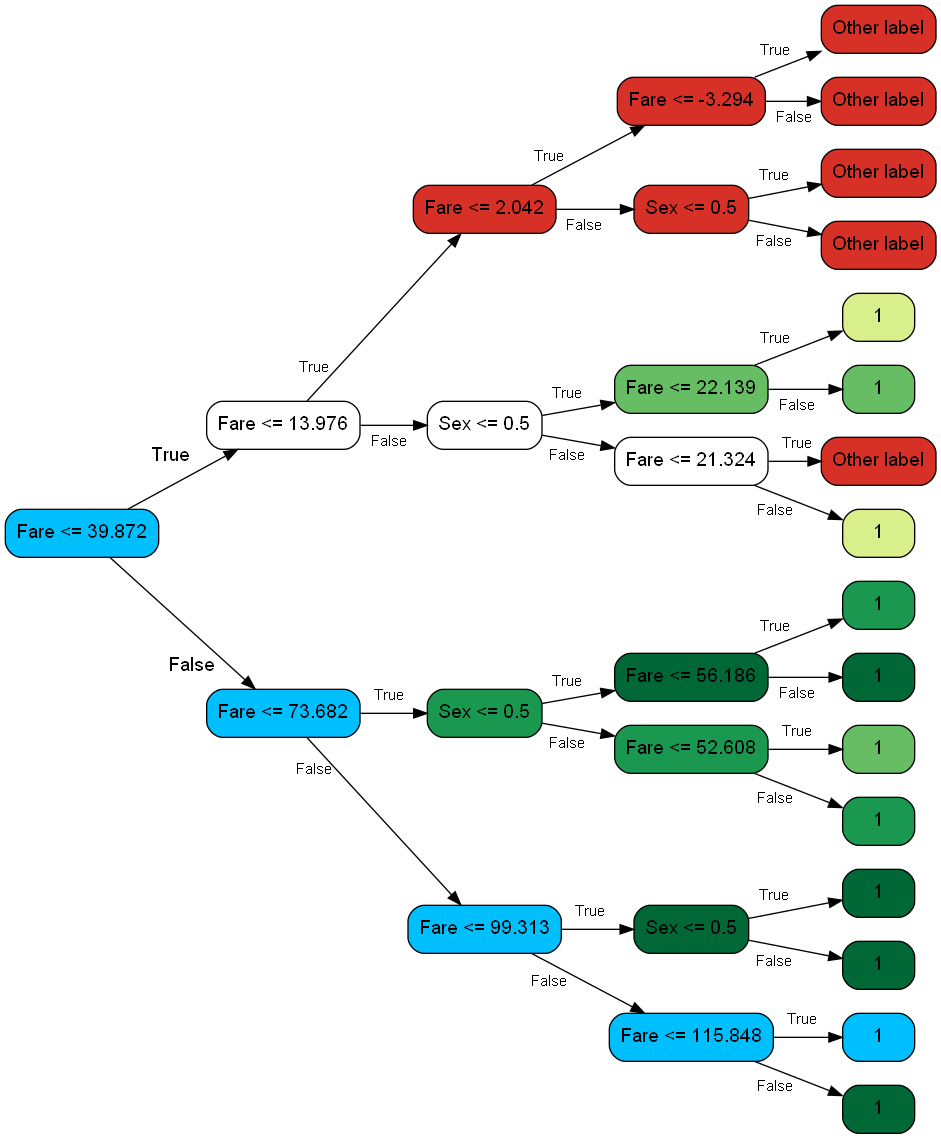 Other label
True
Fare <= -3.294
Other label
False
True
Other label
True
Fare <= 2.042
Sex <= 0.5
False
Other label
False
1
True
True
Fare <= 22.139
1
True
False
Fare <= 13.976
Sex <= 0.5
False
True
True
Fare <= 21.324
Other label
False
False
1
Fare <= 39.872
1
True
False
Fare <= 56.186
1
True
False
True
Fare <= 73.682
Sex <= 0.5
True
Fare <= 52.608
1
False
False
False
1
1
True
True
Fare <= 99.313
Sex <= 0.5
False
1
False
True
Fare <= 115.848
1
False
1